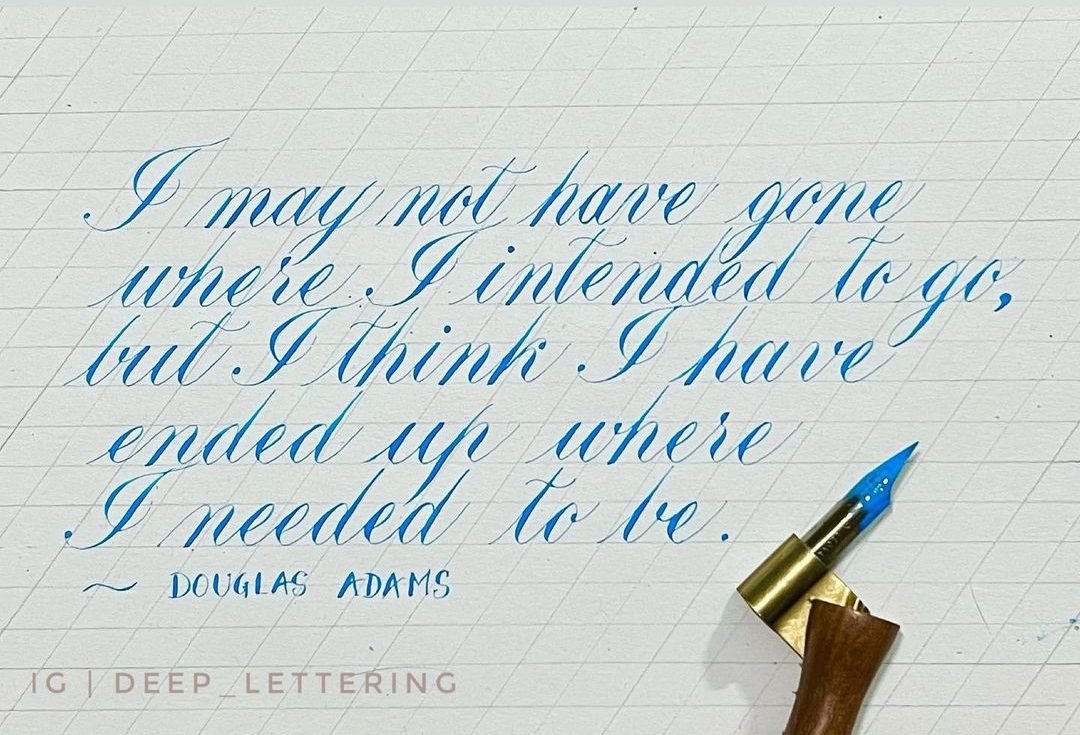 I may not have gone
where I intended to go,
but I think I have
ended up where
I needed to be.
~ DOUGLAS ADAMS
IG | DEEP_LETTERING